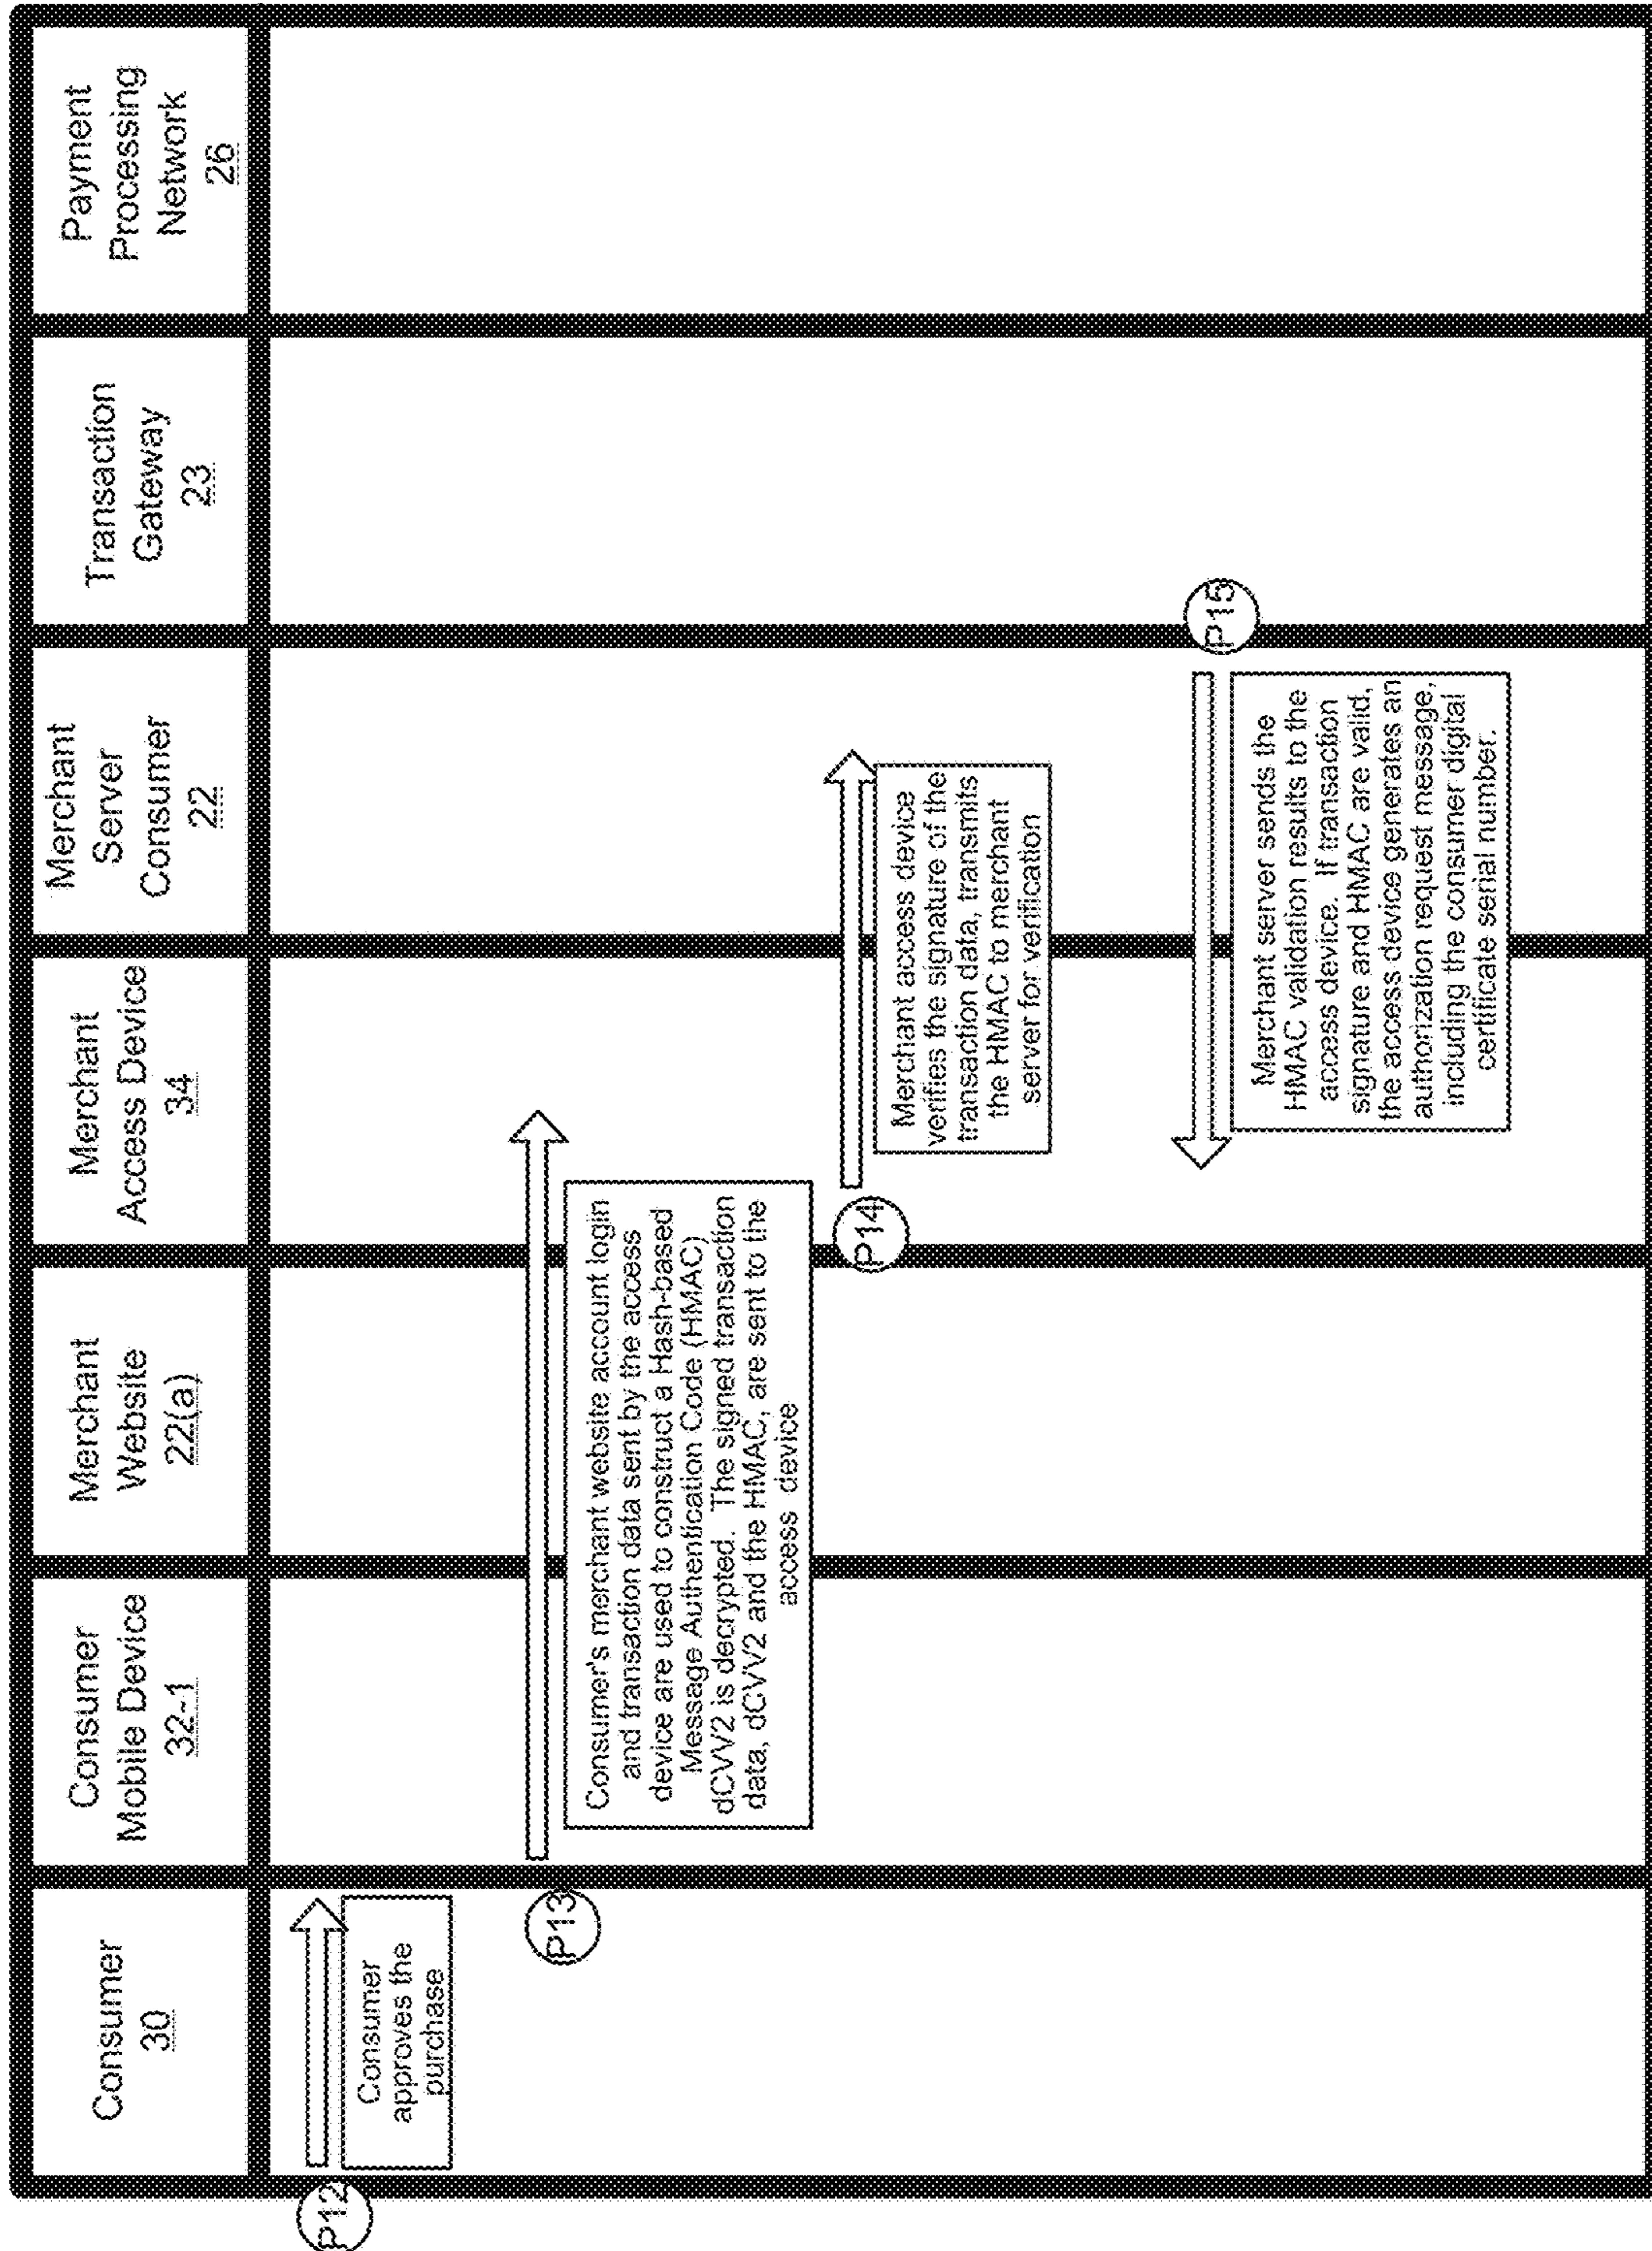 Consumer
30
Consumer
Mobile Device
32-1
Merchant
Website
22(a)
Merchant
Access Device
34
Merchant
Server
Consumer
22
Transaction
Gateway
23
Payment
Processing
Network
26
P12
Consumer
approves the
purchase
P13
Consumer's merchant website account login
and transaction data sent by the access
device are used to construct a Hash-based
Message Authentication Code (HMAC)
dCVV2 is decrypted. The signed transaction
data, dCVV2 and the HMAC, are sent to the
access device
P14
Merchant access device
verifies the signature of the
transaction data, transmits
the HMAC to merchant
server for verification
P15
Merchant server sends the
HMAC validation results to the
access device. If transaction
signature and HMAC are valid,
the access device generates an
authorization request message,
including the consumer digital
certificate serial number.